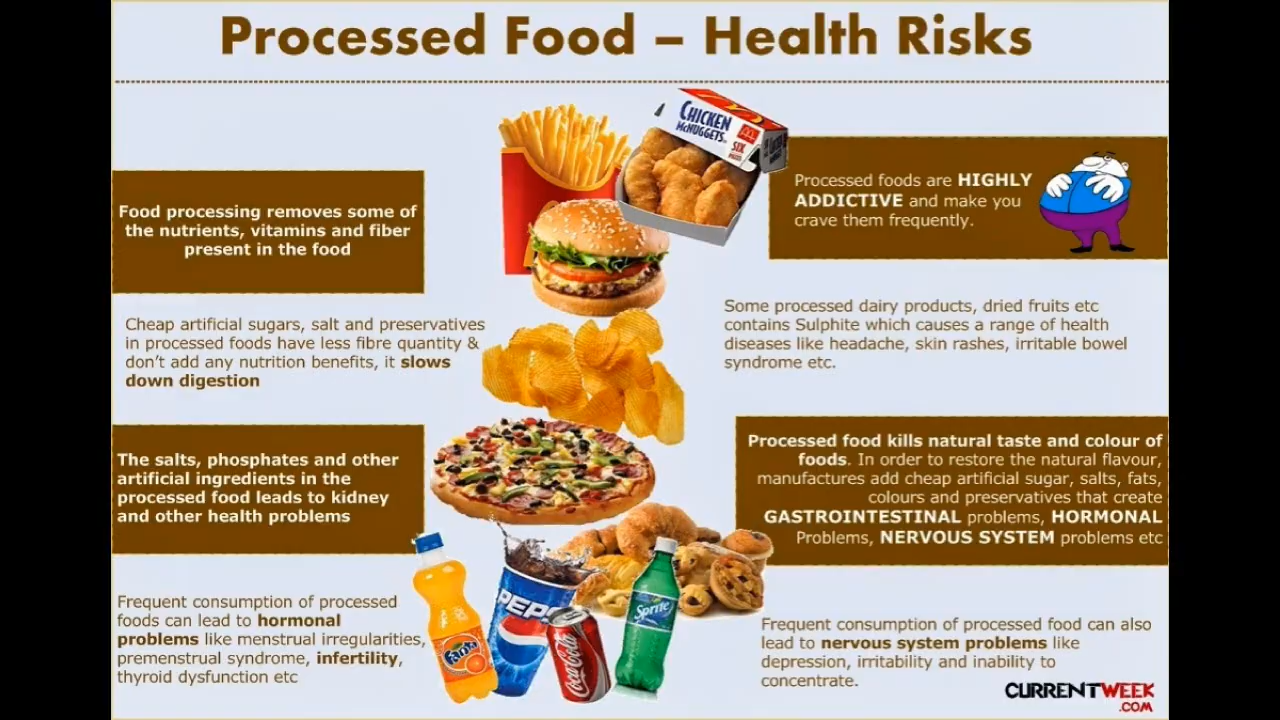 Processed Food – Health Risks
Food processing removes some of
the nutrients, vitamins and fiber
present in the food
Cheap artificial sugars, salt and preservatives
in processed foods have less fibre quantity &
don't add any nutrition benefits, it slows
down digestion
The salts, phosphates and other
artificial ingredients in the
processed food leads to kidney
and other health problems
Frequent consumption of processed
foods can lead to hormonal
problems like menstrual irregularities,
premenstrual syndrome, infertility,
thyroid dysfunction etc
CHICKEN
McNUGGETS
SIX
Fanta
PEPS
Coca-Cola
Sprite
Processed foods are HIGHLY
ADDICTIVE and make you
crave them frequently.
Some processed dairy products, dried fruits etc
contains Sulphite which causes a range of health
diseases like headache, skin rashes, irritable bowel
syndrome etc.
Processed food kills natural taste and colour of
foods. In order to restore the natural flavour,
manufactures add cheap artificial sugar, salts, fats,
colours and preservatives that create
GASTROINTESTINAL problems, HORMONAL
Problems, NERVOUS SYSTEM problems etc
Frequent consumption of processed food can also
lead to nervous system problems like
depression, irritability and inability to
concentrate.
CURRENTWEEK
.COM